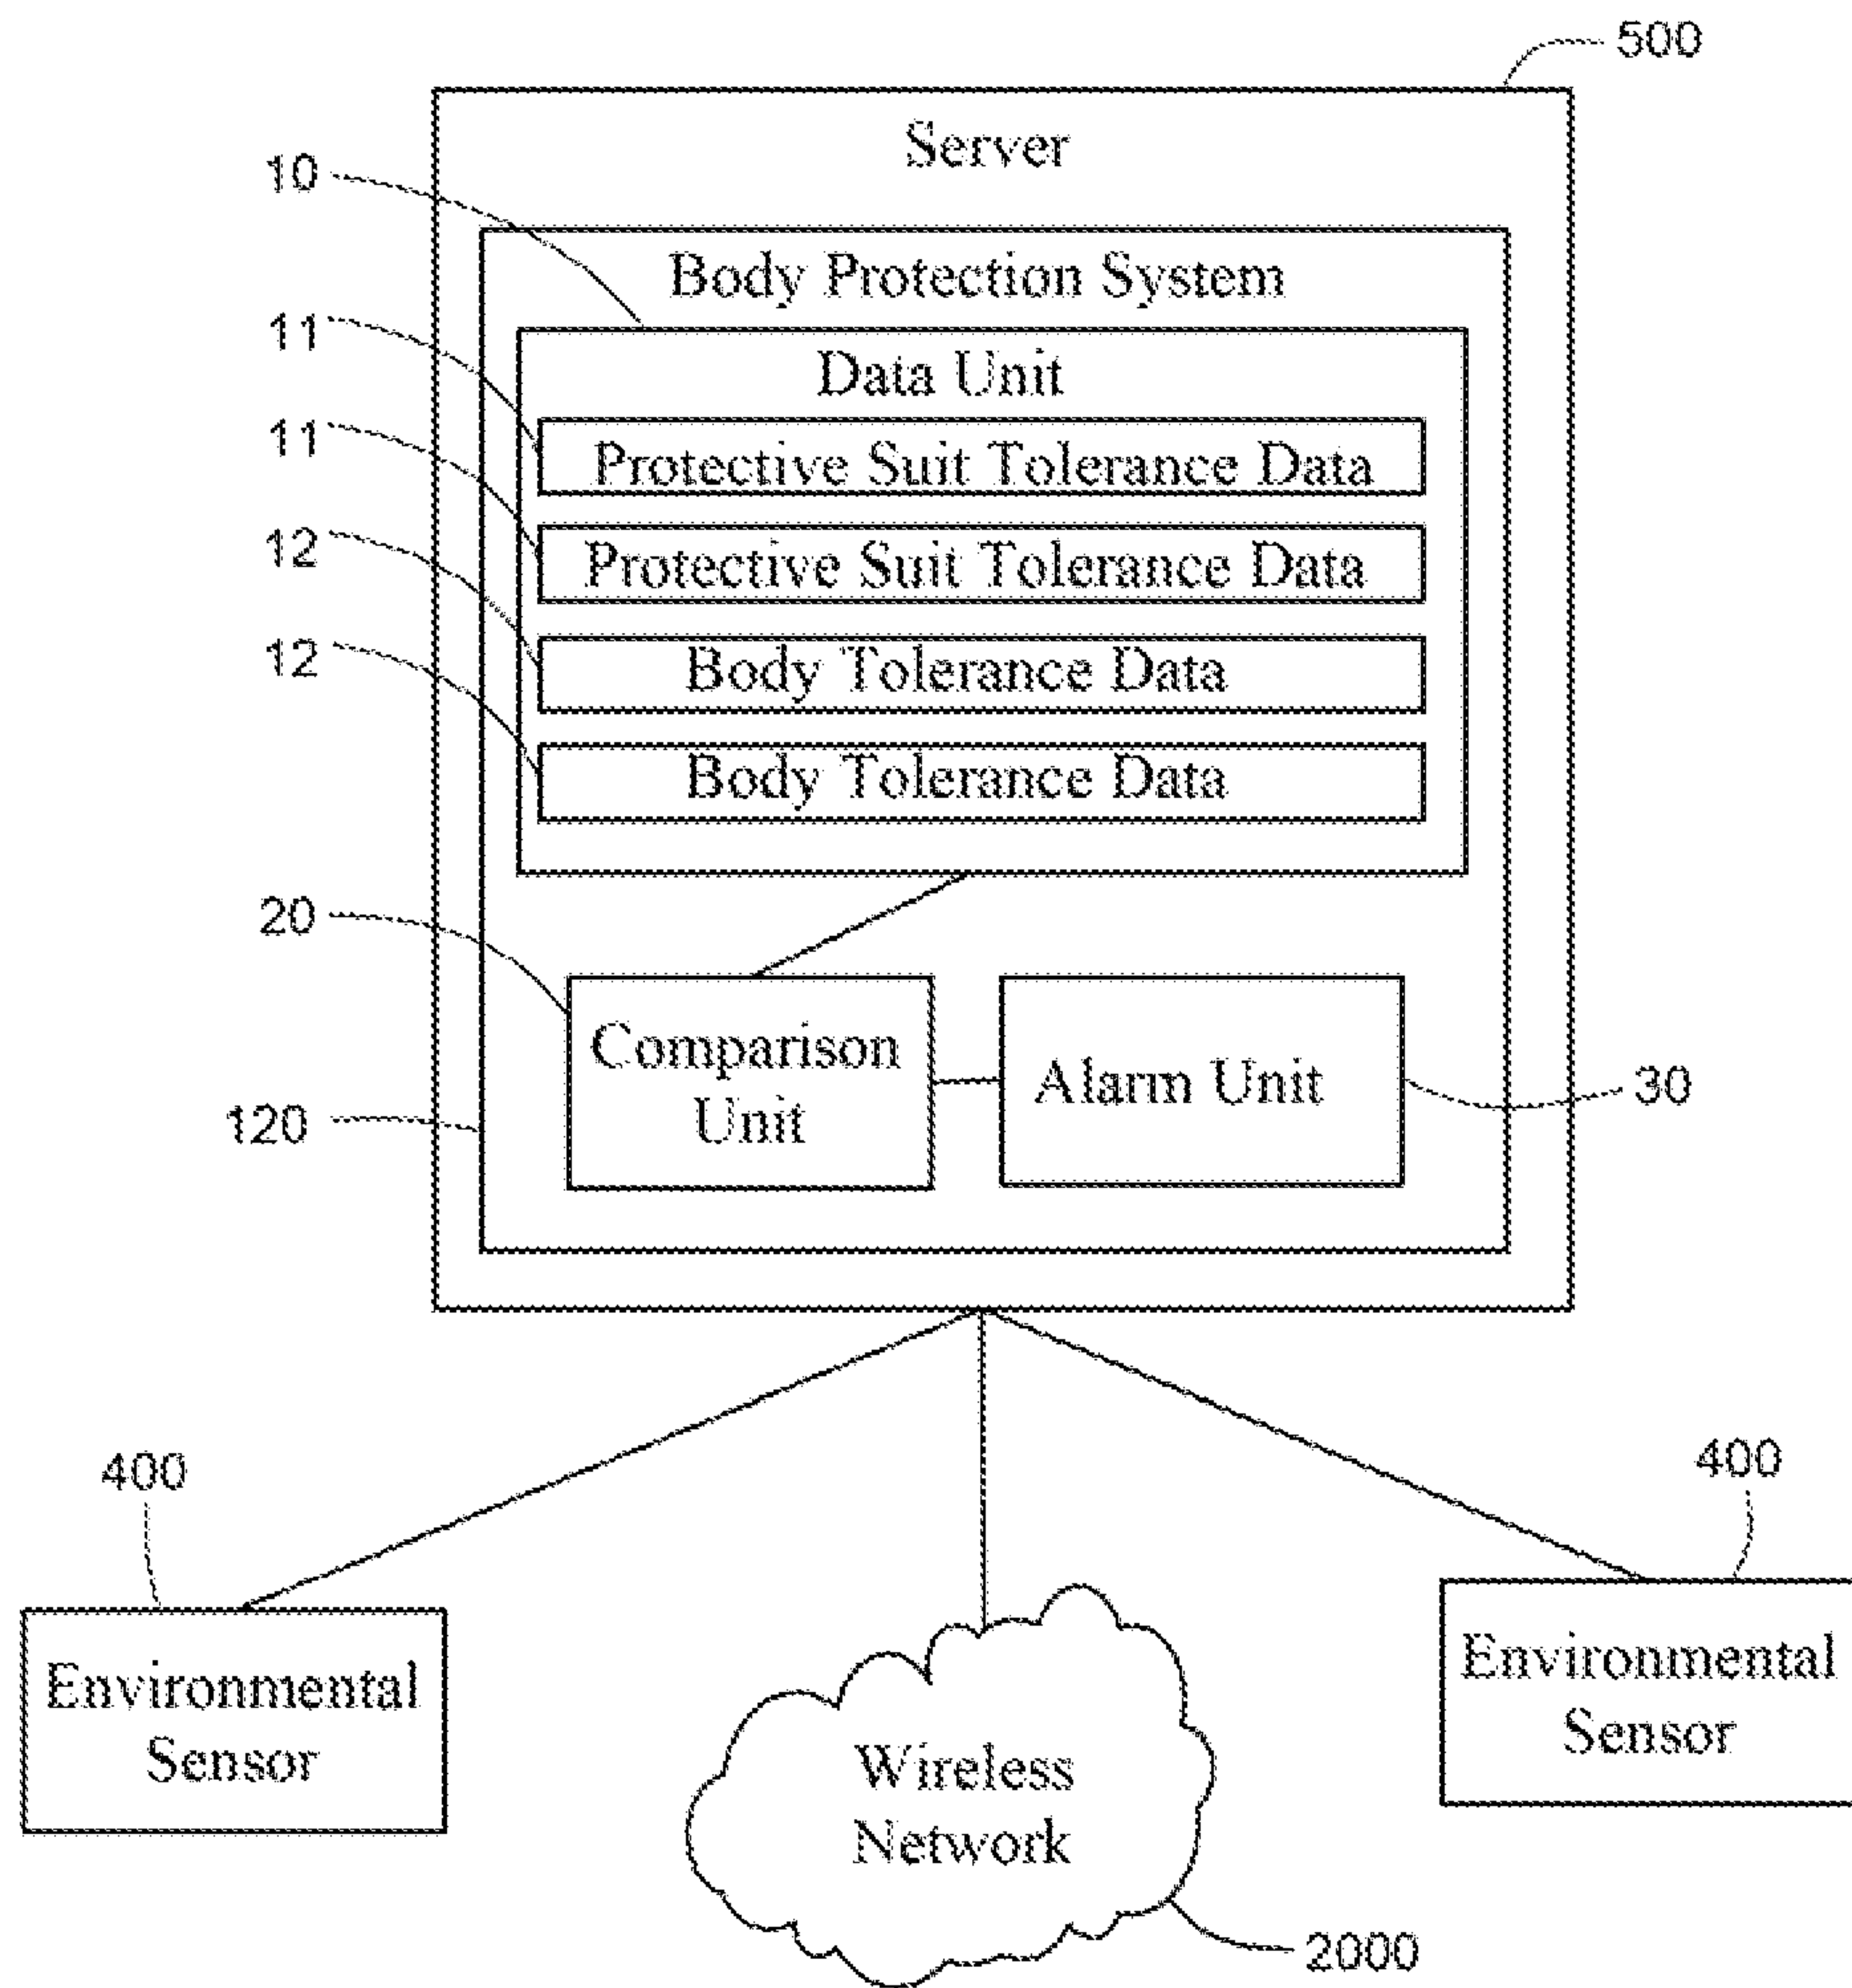 500
Server
10
Body Protection System
11
Data Unit
Protective Suit Tolerance Data
11
Protective Suit Tolerance Data
12
Body Tolerance Data
12
Body Tolerance Data
20
Comparison
Unit
Alarm Unit
30
120
400
400
Environmental
Sensor
Wireless
Network
Environmental
Sensor
2000